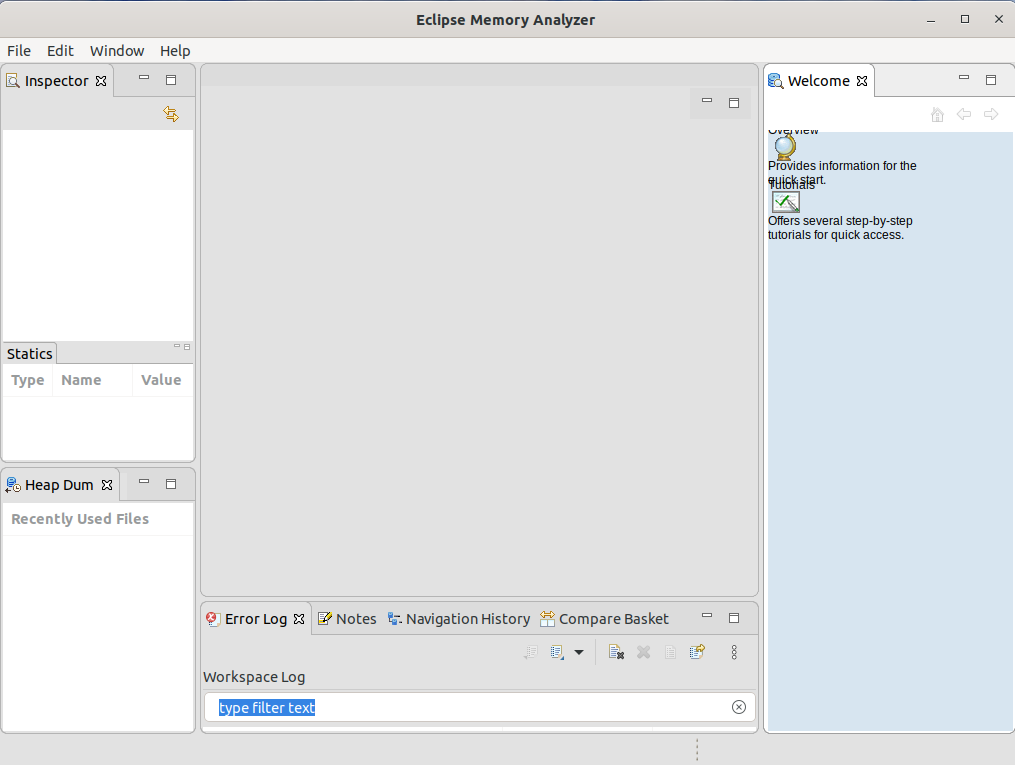 Eclipse Memory Analyzer
File Edit Window Help
Inspector
Statics
Type Name Value
Heap Dum
Recently Used Files
Error Log Notes Navigation History Compare Basket
Workspace Log
type filter text
Welcome
Overview
Provides information for the
quick start.
Tutorials
Offers several step-by-step
tutorials for quick access.